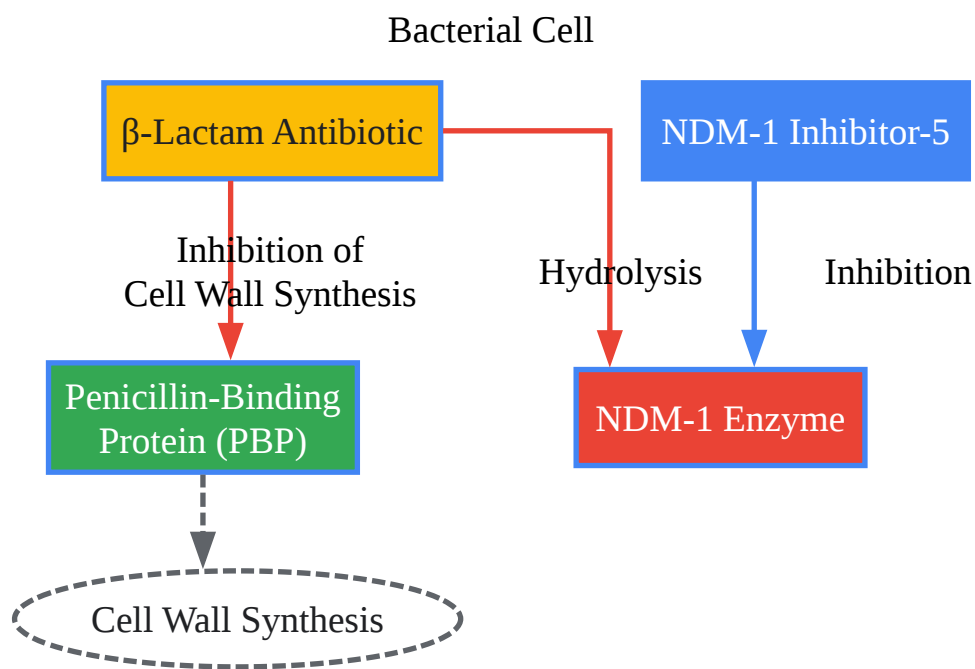 Bacterial Cell
β-Lactam Antibiotic
NDM-1 Inhibitor-5
Inhibition of
Cell Wall Synthesis
Hydrolysis
Inhibition
Penicillin-Binding
Protein (PBP)
NDM-1 Enzyme
Cell Wall Synthesis